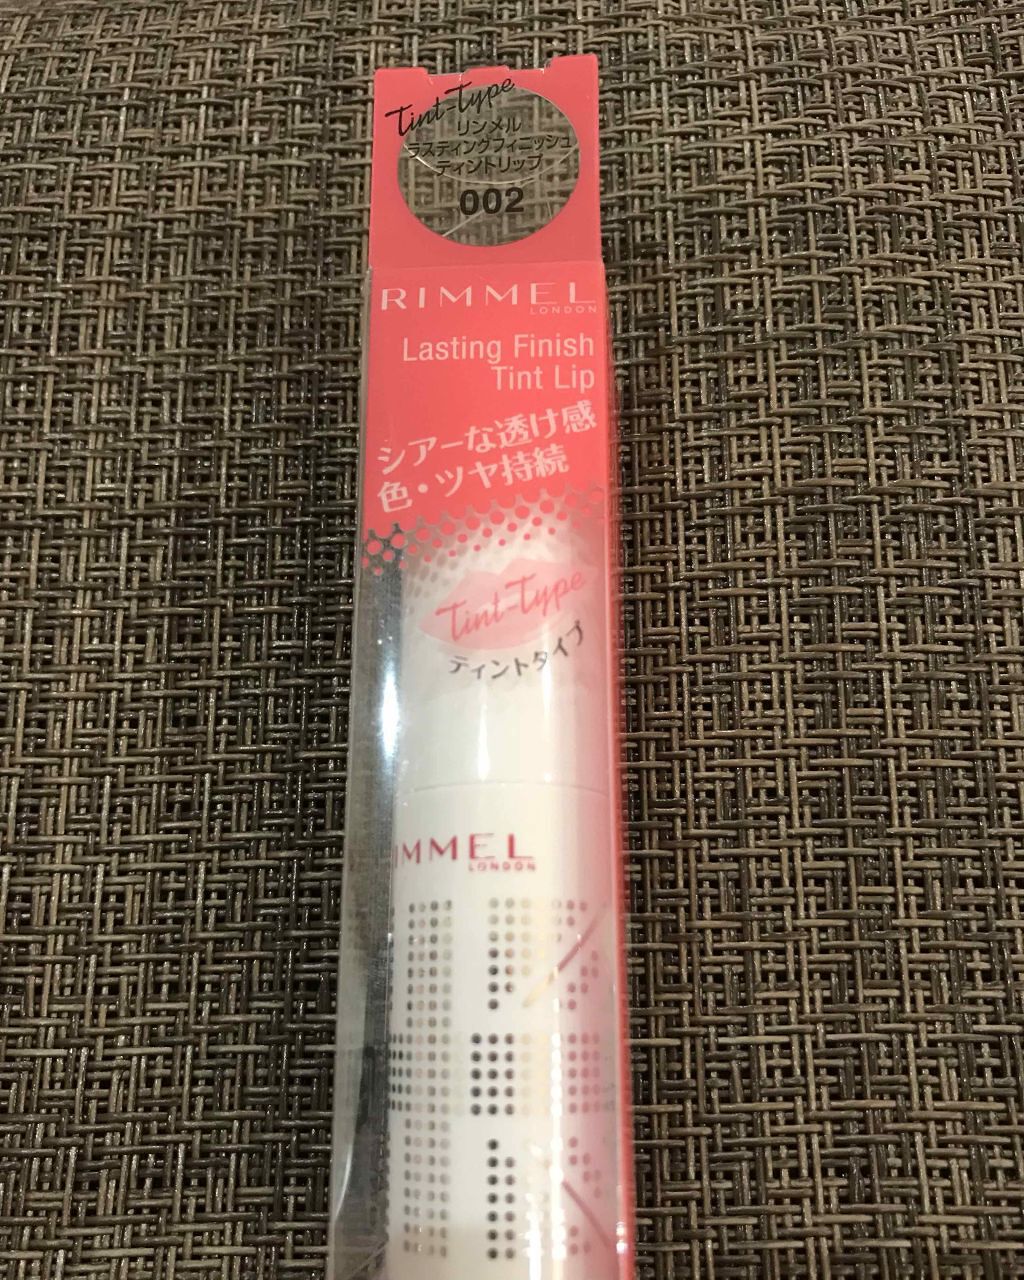 Tint-Type
リンメル
ラスティングフィニッシュ
ティントリップ
002
RIMMEL
LONDON
Lasting Finish
Tint Lip
シアーな透け感
色・ツヤ持続
Tint-Type
ティントタイプ
IMMEL
LONDON